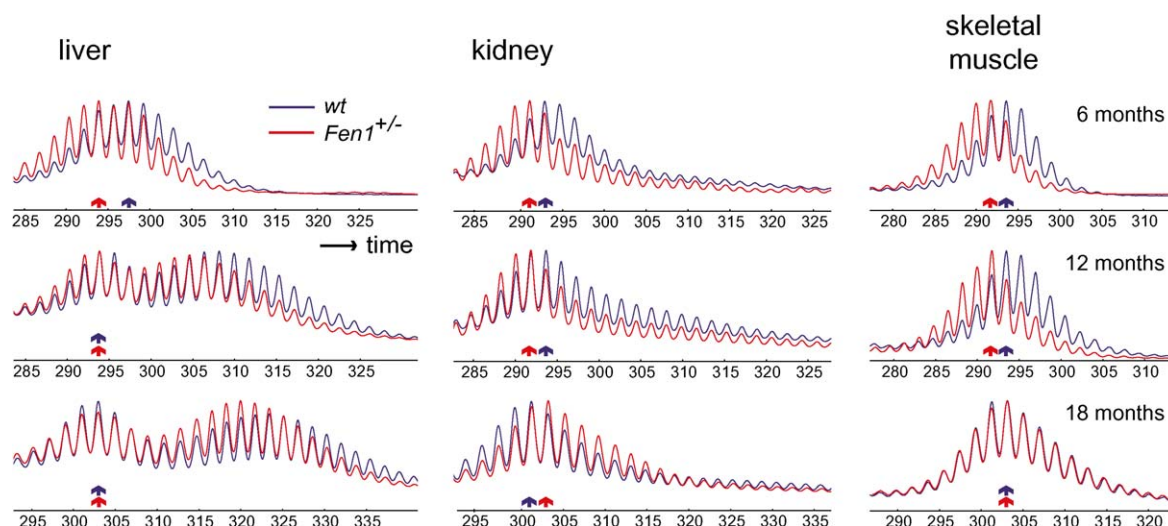 liver
kidney
sketetal
muscle
wt
Fen1+/-
6 months
285 290 295 300 305 310 315 320 325
285 290 295 300 305 310 315 320 325
280 285 290 295 300 305 310
time
12 months
285 290 295 300 305 310 315 320 325
285 290 295 300 305 310 315 320 325
280 285 290 295 300 305 310
18 months
295 300 305 310 315 320 325 330 335
295 300 305 310 315 320 325 330 335
285 290 295 300 305 310 315 320